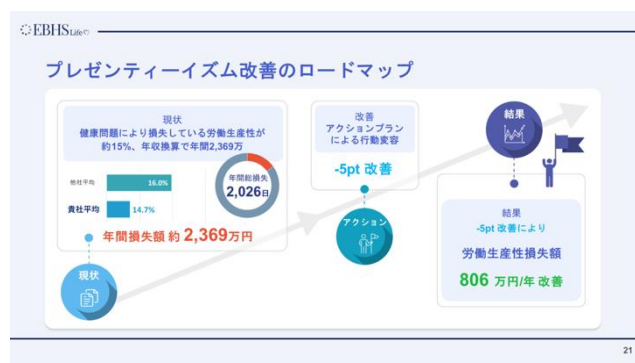 EBHS Life
プレゼンティーイズム改善のロードマップ
現状
健康問題により損失している労働生産性が
約15%、年収換算で年間2,369万
他社平均 16.0%
貴社平均 14.7%
年間総損失
2,026日
年間損失額 約 2,369万円
現状
改善
アクションプラン
による行動変容
-5pt 改善
アクション
結果
結果
-5pt 改善により
労働生産性損失額
806 万円/年 改善
21